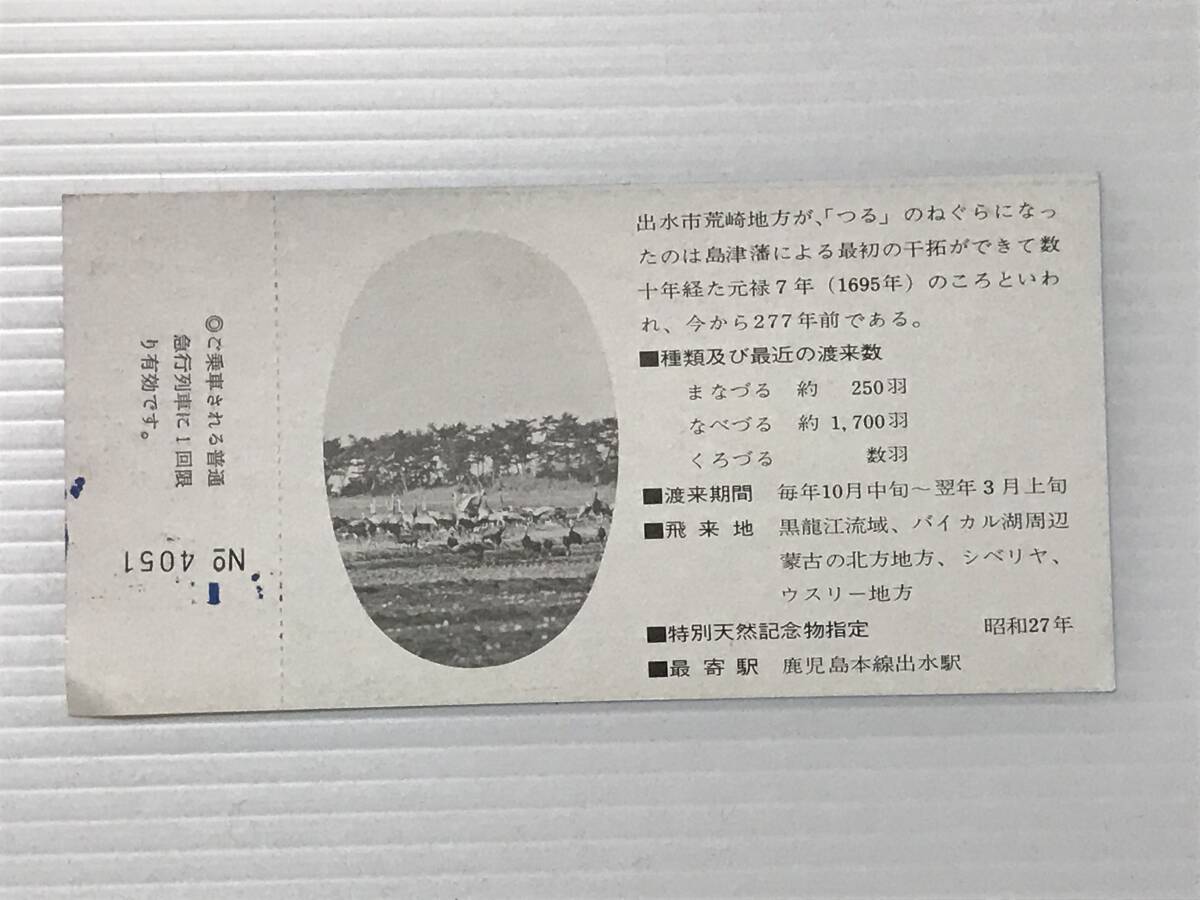 出水市荒崎地方が、「つる」のねぐらになっ
たのは島津藩による最初の干拓ができて数
十年経た元禄7年（1695年）のころといわ
れ、今から277年前である。
■種類及び最近の渡来数
まなづる 約 250羽
なべづる 約 1,700羽
くろづる 数羽
■渡来期間 毎年10月中旬～翌年3月上旬
■飛来地 黒龍江流域、バイカル湖周辺
蒙古の北方地方、シベリヤ、
ウスリー地方
■特別天然記念物指定 昭和27年
■最寄駅 鹿児島本線出水駅
◎ご乗車される普通
急行列車に1回限
り有効です。
№ 4051